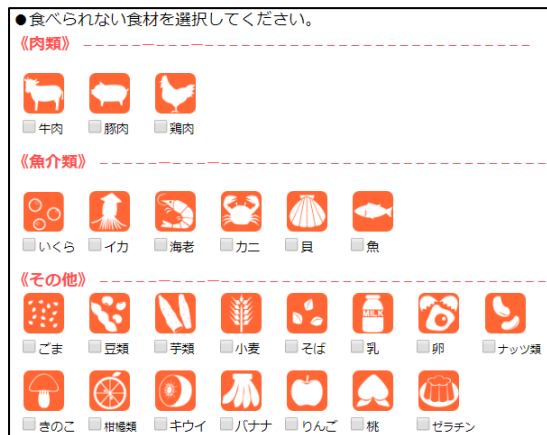 ●食べられない食材を選択してください。
《肉類》
牛肉 豚肉 鶏肉
《魚介類》
いくら イカ 海老 カニ 貝 魚
《その他》
MILK
ごま 豆類 芋類 小麦 そば 乳 卵 ナッツ類
きのこ 柑橘類 キウイ バナナ りんご 桃 ゼラチン